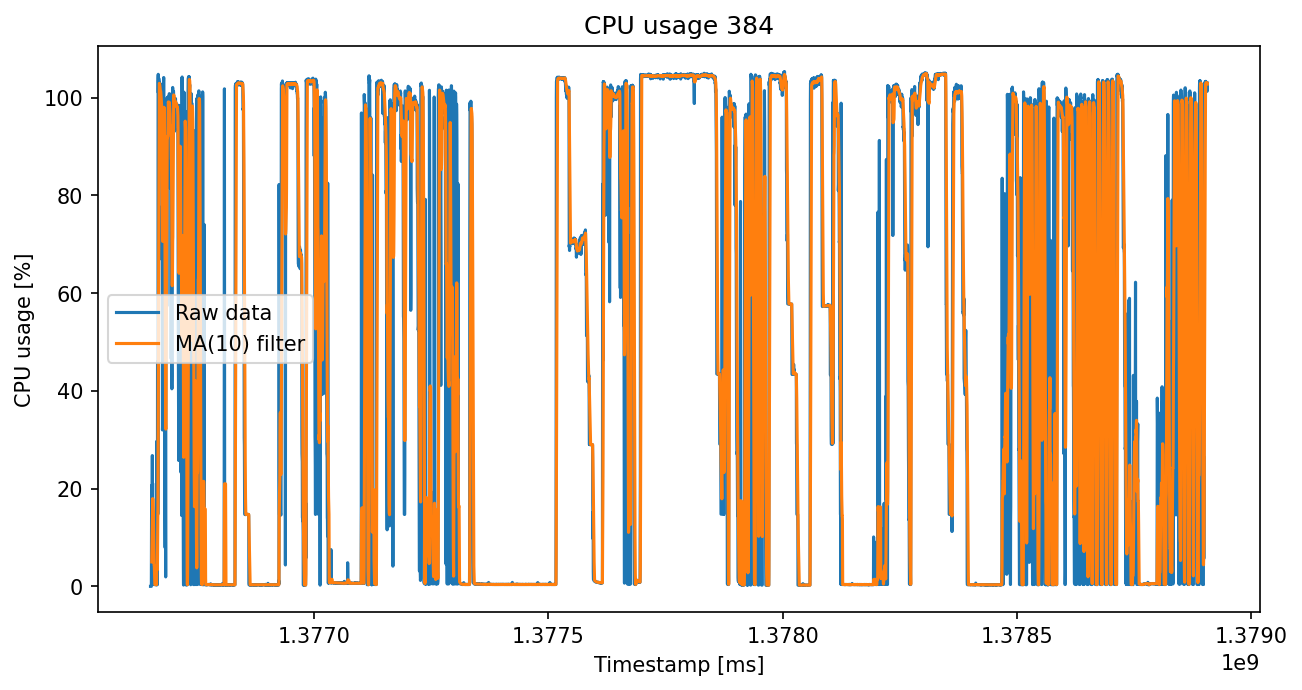 CPU usage 384
CPU usage [%]
100
80
60
40
20
0
Raw data
MA(10) filter
1.3770
1.3775
1.3780
1.3785
1.3790
1e9
Timestamp [ms]